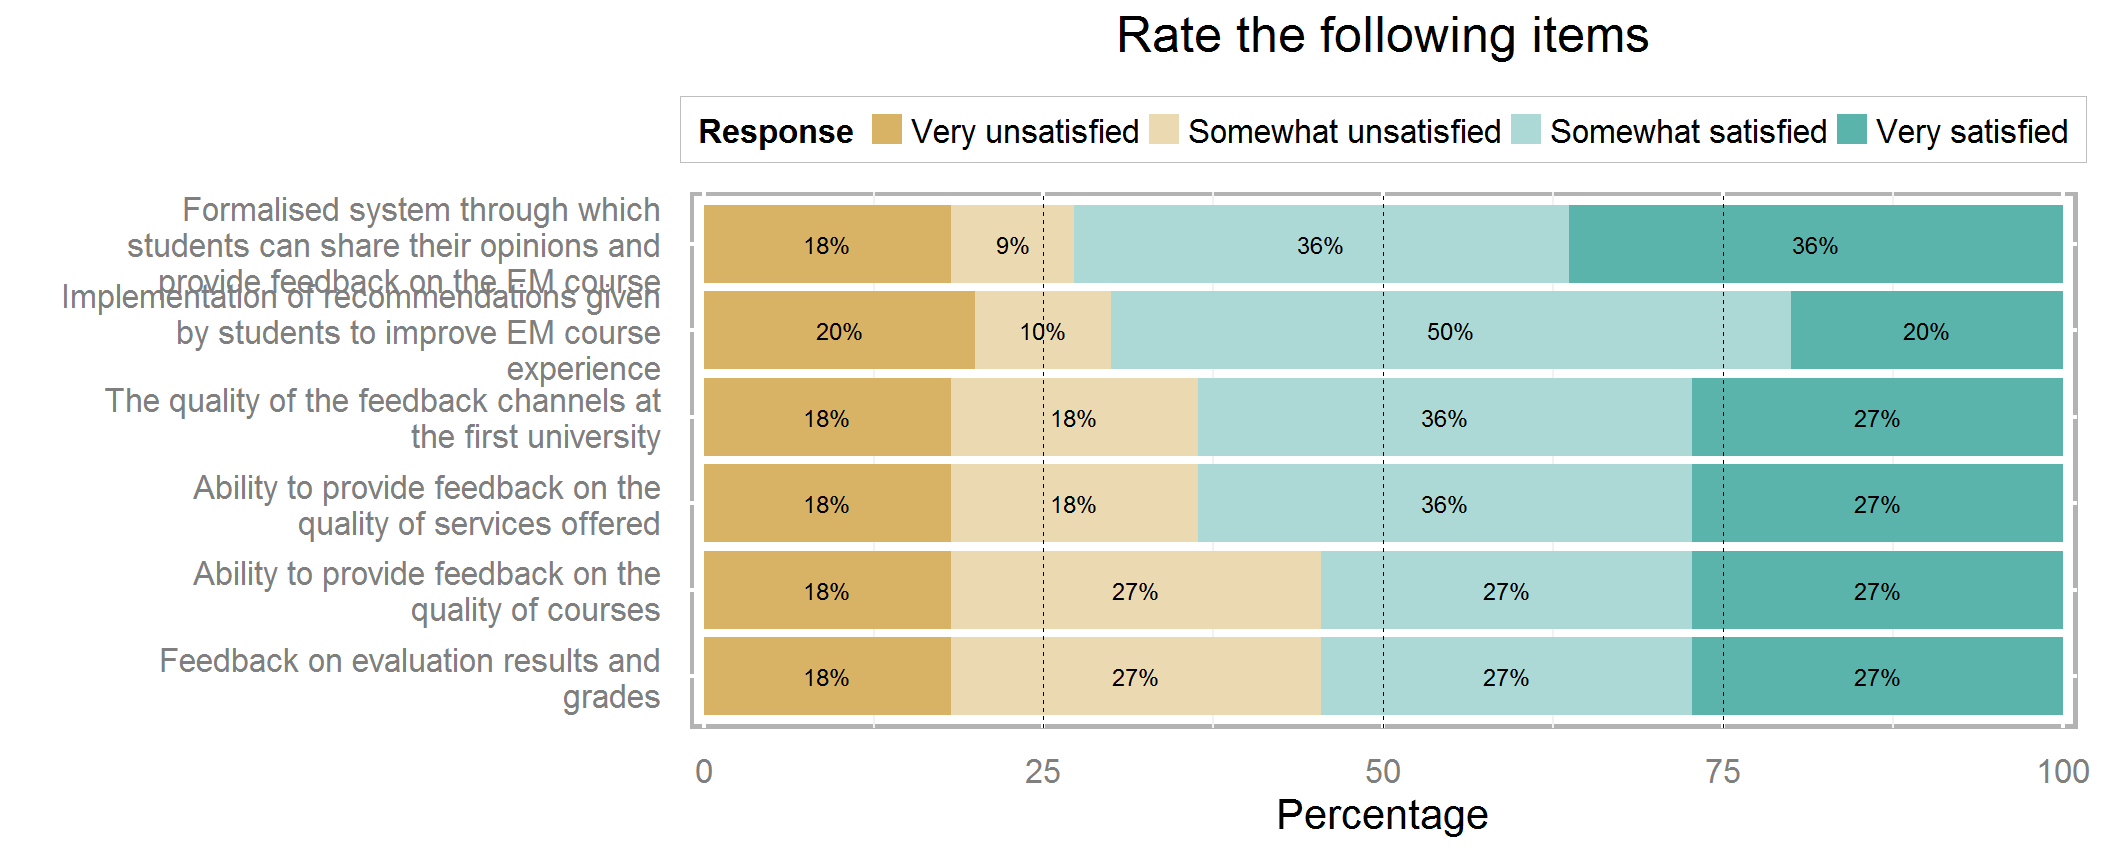 Rate the following items
Response Very unsatisfied Somewhat unsatisfied Somewhat satisfied Very satisfied
Formalised system through which
students can share their opinions and
provide feedback on the EM course
18% 9% 36% 36%
Implementation of recommendations given
by students to improve EM course
experience
20% 10% 50% 20%
The quality of the feedback channels at
the first university
18% 18% 36% 27%
Ability to provide feedback on the
quality of services offered
18% 18% 36% 27%
Ability to provide feedback on the
quality of courses
18% 27% 27% 27%
Feedback on evaluation results and
grades
18% 27% 27% 27%
0 25 50 75 100
Percentage